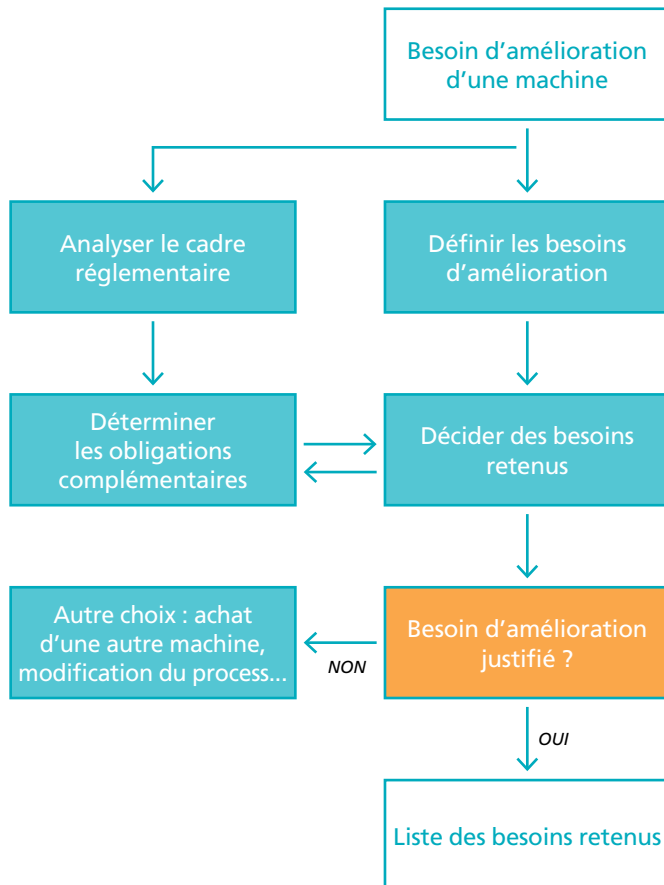 Besoin d'amélioration
d'une machine
Analyser le cadre
réglementaire
Définir les besoins
d'amélioration
Déterminer
les obligations
complémentaires
Décider des besoins
retenus
Autre choix : achat
d'une autre machine,
modification du process...
NON
Besoin d'amélioration
justifié ?
OUI
Liste des besoins retenus